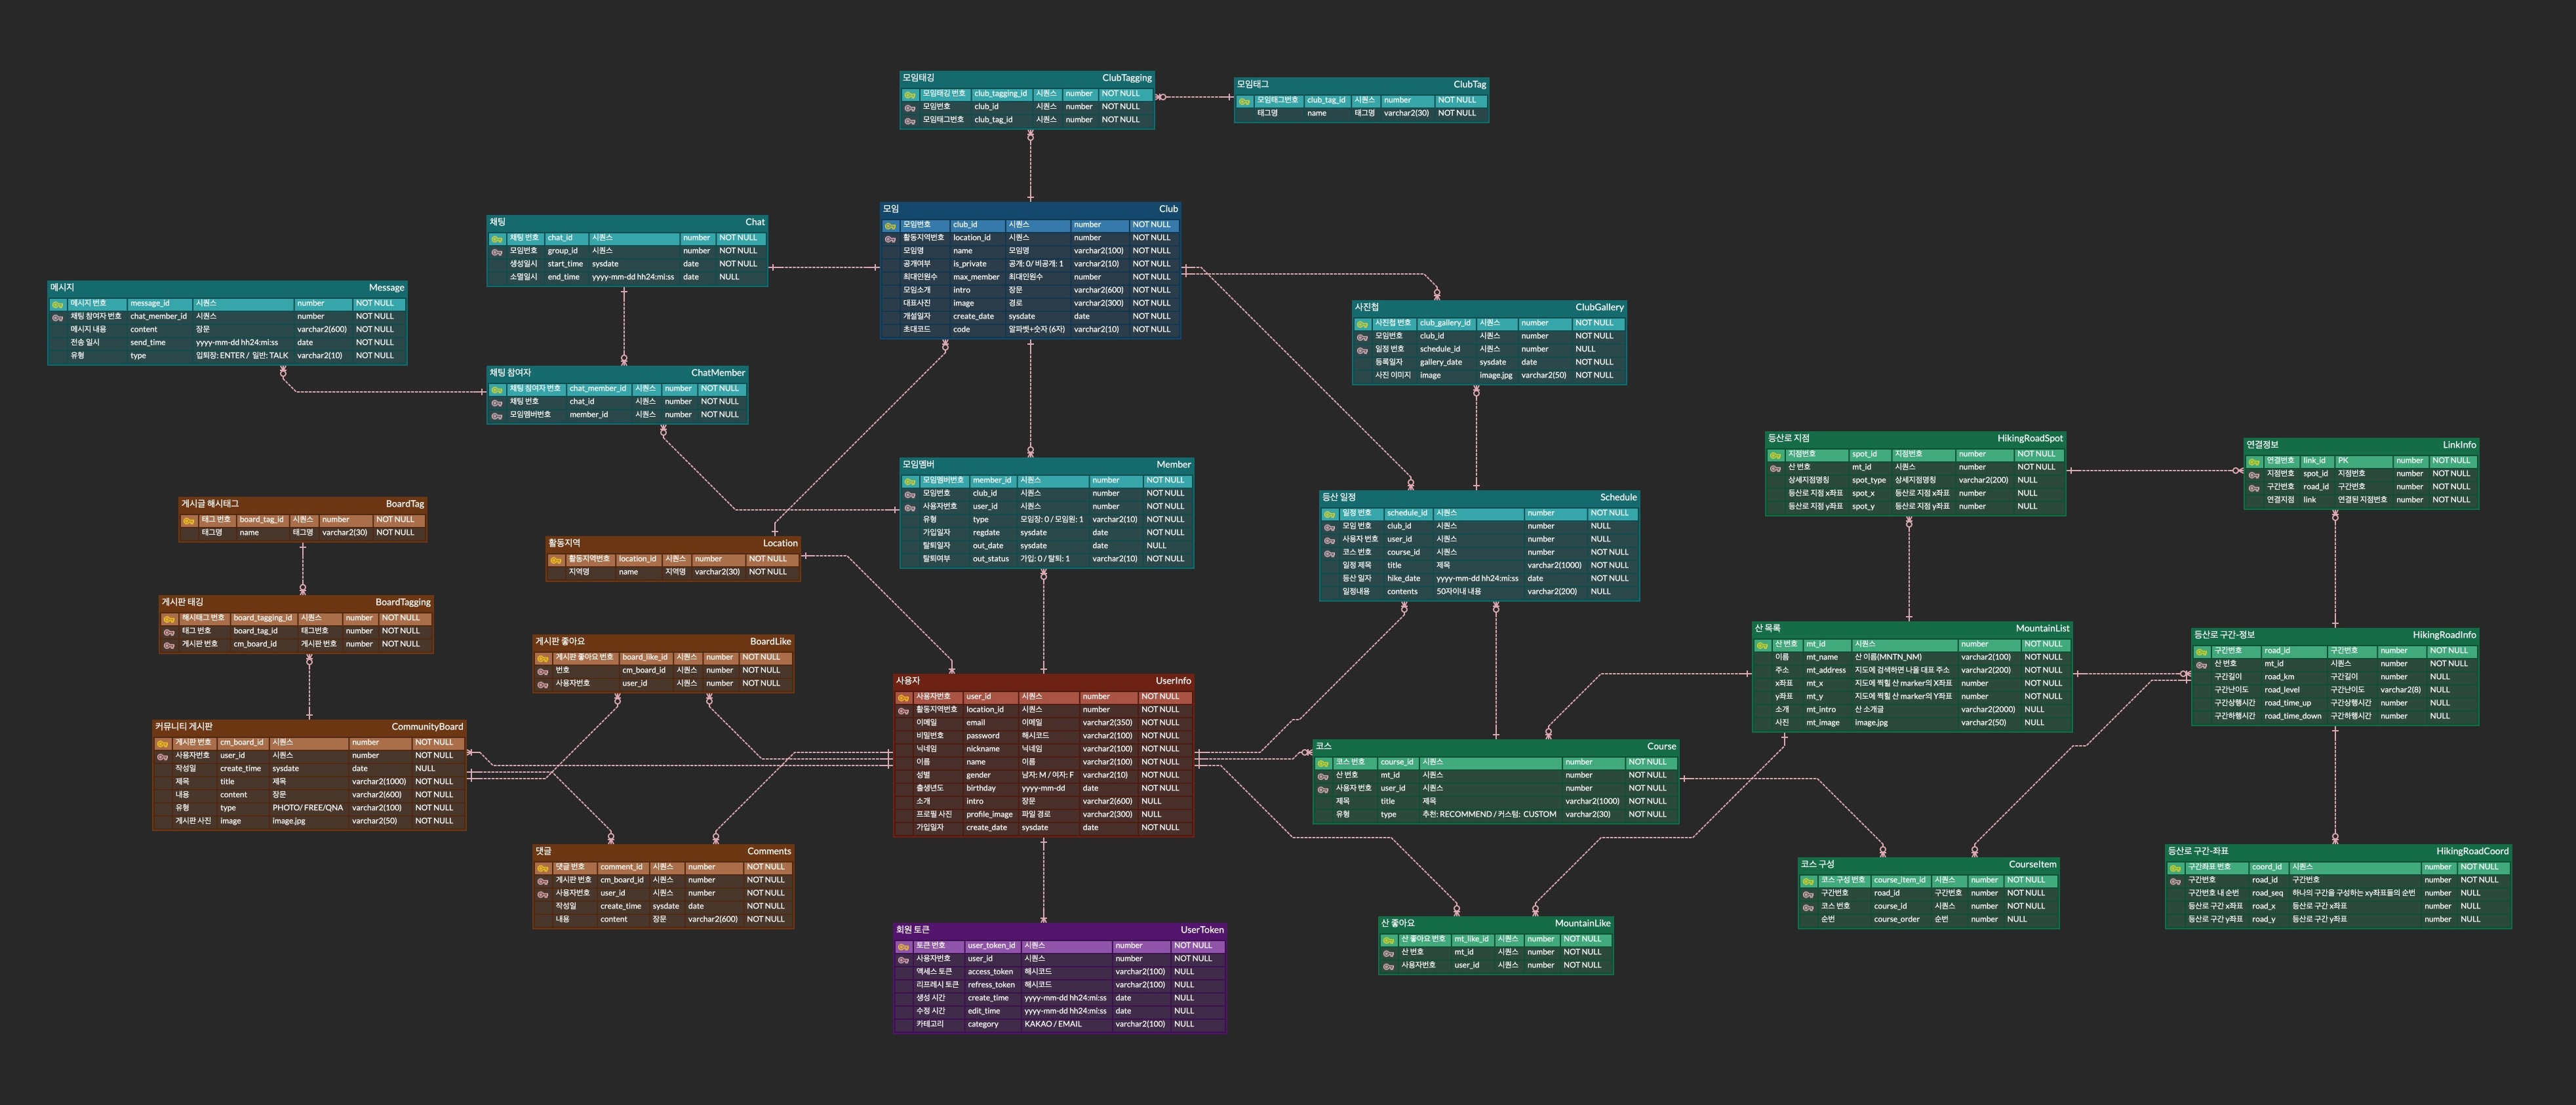 모임태깅 ClubTagging
모임태깅 번호 club_tagging_id 시퀀스 number NOT NULL
모임번호 club_id 시퀀스 number NOT NULL
모임태그번호 club_tag_id 시퀀스 number NOT NULL
모임태그 ClubTag
모임태그번호 club_tag_id 시퀀스 number NOT NULL
태그명 name 태그명 varchar2(30) NOT NULL
모임 Club
모임번호 club_id 시퀀스 number NOT NULL
활동지역번호 location_id 시퀀스 number NOT NULL
모임명 name 모임명 varchar2(100) NOT NULL
공개여부 is_private 공개: 0/ 비공개: 1 varchar2(10) NOT NULL
최대인원수 max_member 최대인원수 number NOT NULL
모임소개 intro 장문 varchar2(600) NOT NULL
대표사진 image 경로 varchar2(300) NOT NULL
개설일자 create_date sysdate date NOT NULL
초대코드 code 알파벳+숫자 (6자) varchar2(10) NOT NULL
채팅 Chat
채팅 번호 chat_id 시퀀스 number NOT NULL
모임번호 group_id 시퀀스 number NOT NULL
생성일시 start_time sysdate date NOT NULL
소멸일시 end_time yyyy-mm-dd hh24:mi:ss date NULL
메시지 Message
메시지 번호 message_id 시퀀스 number NOT NULL
채팅 참여자 번호 chat_member_id 시퀀스 number NOT NULL
메시지 내용 content 장문 varchar2(600) NOT NULL
전송 일시 send_time yyyy-mm-dd hh24:mi:ss date NOT NULL
유형 type 입퇴장: ENTER / 일반: TALK varchar2(10) NOT NULL
사진첩 ClubGallery
사진첩 번호 club_gallery_id 시퀀스 number NOT NULL
모임번호 club_id 시퀀스 number NOT NULL
일정 번호 schedule_id 시퀀스 number NULL
등록일자 gallery_date sysdate date NOT NULL
사진 이미지 image image.jpg varchar2(50) NOT NULL
채팅 참여자 ChatMember
채팅 참여자 번호 chat_member_id 시퀀스 number NOT NULL
채팅 번호 chat_id 시퀀스 number NOT NULL
모임멤버번호 member_id 시퀀스 number NOT NULL
등산로 지점 HikingRoadSpot
지점번호 spot_id 지점번호 number NOT NULL
산 번호 mt_id 시퀀스 number NOT NULL
상세지점명칭 spot_type 상세지점명칭 varchar2(200) NULL
등산로 지점 x좌표 spot_x 등산로 지점 x좌표 number NULL
등산로 지점 y좌표 spot_y 등산로 지점 y좌표 number NULL
연결정보 LinkInfo
연결번호 link_id PK number NOT NULL
지점번호 spot_id 지점번호 number NOT NULL
구간번호 road_id 구간번호 number NOT NULL
연결지점 link 연결된 지점번호 number NOT NULL
모임멤버 Member
모임멤버번호 member_id 시퀀스 number NOT NULL
모임번호 club_id 시퀀스 number NOT NULL
사용자번호 user_id 시퀀스 number NOT NULL
유형 type 모임장: 0 / 모임원: 1 varchar2(10) NOT NULL
가입일자 regdate sysdate date NOT NULL
탈퇴일자 out_date sysdate date NULL
탈퇴여부 out_status 가입: 0 / 탈퇴: 1 varchar2(10) NOT NULL
등산 일정 Schedule
일정 번호 schedule_id 시퀀스 number NOT NULL
모임 번호 club_id 시퀀스 number NULL
사용자 번호 user_id 시퀀스 number NULL
코스 번호 course_id 시퀀스 number NOT NULL
일정 제목 title 제목 varchar2(1000) NOT NULL
등산 일자 hike_date yyyy-mm-dd hh24:mi:ss date NOT NULL
일정내용 contents 50자이내 내용 varchar2(200) NULL
게시글 해시태그 BoardTag
태그 번호 board_tag_id 시퀀스 number NOT NULL
태그명 name 태그명 varchar2(30) NOT NULL
활동지역 Location
활동지역번호 location_id 시퀀스 number NOT NULL
지역명 name 지역명 varchar2(30) NOT NULL
게시판 태깅 BoardTagging
해시태그 번호 board_tagging_id 시퀀스 number NOT NULL
태그 번호 board_tag_id 태그번호 number NOT NULL
게시판 번호 cm_board_id 게시판 번호 number NOT NULL
게시판 좋아요 BoardLike
게시판 좋아요 번호 board_like_id 시퀀스 number NOT NULL
번호 cm_board_id 시퀀스 number NOT NULL
사용자번호 user_id 시퀀스 number NOT NULL
산 목록 MountainList
산 번호 mt_id 시퀀스 number NOT NULL
이름 mt_name 산 이름(MNTN_NM) varchar2(100) NOT NULL
주소 mt_address 지도에 검색하면 나올 대표 주소 varchar2(200) NOT NULL
x좌표 mt_x 지도에 찍힐 산 marker의 X좌표 number NOT NULL
y좌표 mt_y 지도에 찍힐 산 marker의 Y좌표 number NOT NULL
소개 mt_intro 산 소개글 varchar2(2000) NULL
사진 mt_image image.jpg varchar2(50) NULL
등산로 구간-정보 HikingRoadInfo
구간번호 road_id 구간번호 number NOT NULL
산 번호 mt_id 시퀀스 number NOT NULL
구간길이 road_km 구간길이 number NULL
구간난이도 road_level 구간난이도 varchar2(8) NULL
구간상행시간 road_time_up 구간상행시간 number NULL
구간하행시간 road_time_down 구간하행시간 number NULL
사용자 UserInfo
사용자번호 user_id 시퀀스 number NOT NULL
활동지역번호 location_id 시퀀스 number NOT NULL
이메일 email 이메일 varchar2(350) NOT NULL
비밀번호 password 해시코드 varchar2(100) NOT NULL
닉네임 nickname 닉네임 varchar2(100) NOT NULL
이름 name 이름 varchar2(100) NOT NULL
성별 gender 남자: M / 여자: F varchar2(10) NOT NULL
출생년도 birthday yyyy-mm-dd date NOT NULL
소개 intro 장문 varchar2(600) NULL
프로필 사진 profile_image 파일 경로 varchar2(300) NULL
가입일자 create_date sysdate date NOT NULL
커뮤니티 게시판 CommunityBoard
게시판 번호 cm_board_id 시퀀스 number NOT NULL
사용자번호 user_id 시퀀스 number NOT NULL
작성일 create_time sysdate date NULL
제목 title 제목 varchar2(1000) NOT NULL
내용 content 장문 varchar2(600) NOT NULL
유형 type PHOTO/ FREE/QNA varchar2(100) NOT NULL
게시판 사진 image image.jpg varchar2(50) NOT NULL
코스 Course
코스 번호 course_id 시퀀스 number NOT NULL
산 번호 mt_id 시퀀스 number NOT NULL
사용자 번호 user_id 시퀀스 number NOT NULL
제목 title 제목 varchar2(1000) NOT NULL
유형 type 추천: RECOMMEND / 커스텀: CUSTOM varchar2(30) NOT NULL
댓글 Comments
댓글 번호 comment_id 시퀀스 number NOT NULL
게시판 번호 cm_board_id 시퀀스 number NOT NULL
사용자번호 user_id 시퀀스 number NOT NULL
작성일 create_time sysdate date NOT NULL
내용 content 장문 varchar2(600) NOT NULL
코스 구성 CourseItem
코스 구성 번호 course_item_id 시퀀스 number NOT NULL
구간번호 road_id 구간번호 number NOT NULL
코스 번호 course_id 시퀀스 number NOT NULL
순번 course_order 순번 number NULL
등산로 구간-좌표 HikingRoadCoord
구간좌표 번호 coord_id 시퀀스 number NOT NULL
구간번호 road_id 구간번호 number NOT NULL
구간번호 내 순번 road_seq 하나의 구간을 구성하는 xy좌표들의 순번 number NULL
등산로 구간 x좌표 road_x 등산로 구간 x좌표 number NULL
등산로 구간 y좌표 road_y 등산로 구간 y좌표 number NULL
산 좋아요 MountainLike
산 좋아요 번호 mt_like_id 시퀀스 number NOT NULL
산 번호 mt_id 시퀀스 number NOT NULL
사용자번호 user_id 시퀀스 number NOT NULL
회원 토큰 UserToken
토큰 번호 user_token_id 시퀀스 number NOT NULL
사용자번호 user_id 시퀀스 number NOT NULL
액세스 토큰 access_token 해시코드 varchar2(100) NULL
리프레시 토큰 refress_token 해시코드 varchar2(100) NULL
생성 시간 create_time yyyy-mm-dd hh24:mi:ss date NULL
수정 시간 edit_time yyyy-mm-dd hh24:mi:ss date NULL
카테고리 category KAKAO / EMAIL varchar2(100) NULL